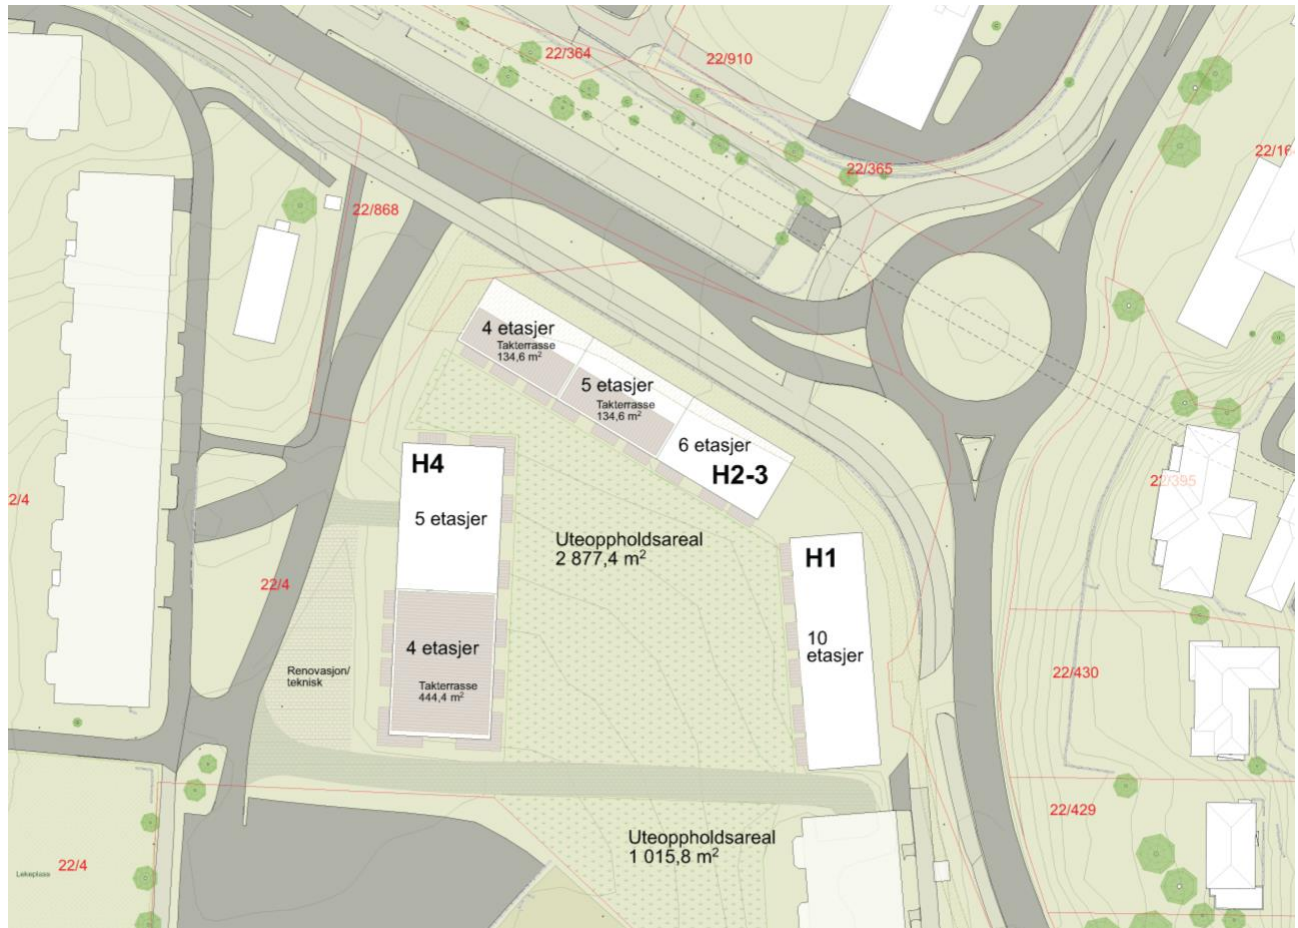 22/364
22/910
22/365
22/16
22/868
4 etasjer
Takterrasse
134,6 m²
5 etasjer
Takterrasse
134,6 m²
6 etasjer
H2-3
H4
5 etasjer
22/395
2/4
Uteoppholdsareal
2 877,4 m²
H1
22/4
10
etasjer
4 etasjer
Renovasjon/
teknisk
Takterrasse
444,4 m²
22/430
22/429
Uteoppholdsareal
1 015,8 m²
22/4
Lekeplass